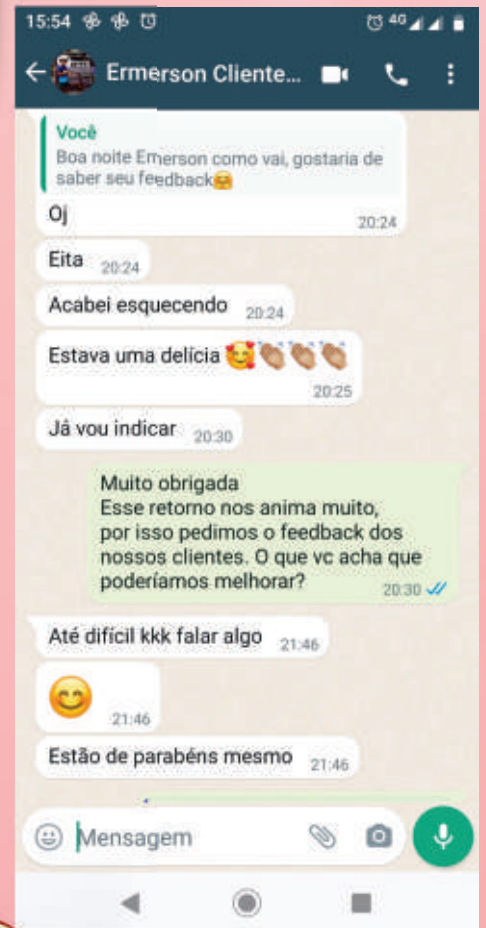 15:54
4G
Ermerson Cliente...
Você
Boa noite Emerson como vai, gostaria de
saber seu feedback🤗
Oj
20:24
Eita 20:24
Acabei esquecendo 20:24
Estava uma delícia 🥰👏🏽👏🏽👏🏽
20:25
Já vou indicar 20:30
Muito obrigada
Esse retorno nos anima muito,
por isso pedimos o feedback dos
nossos clientes. O que vc acha que
poderíamos melhorar?
20:30
Até difícil kkk falar algo 21:46
😊
21:46
Estão de parabéns mesmo 21:46
Mensagem